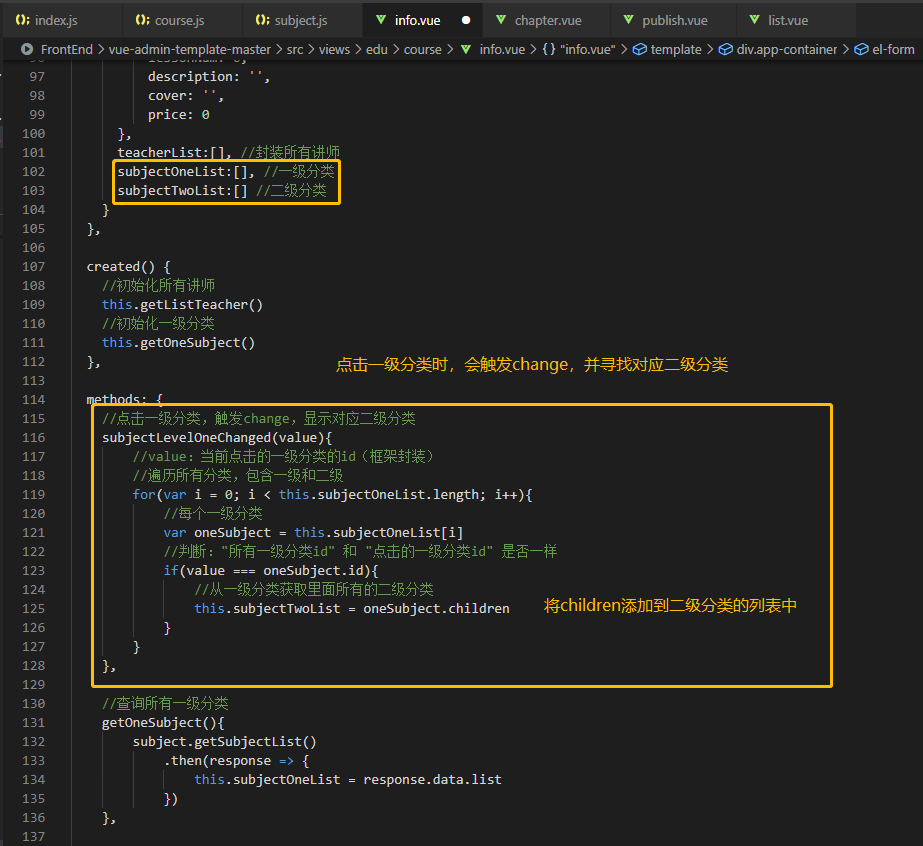 index.js course.js subject.js info.vue chapter.vue publish.vue list.vue
FrontEnd > vue-admin-template-master > src > views > edu > course > info.vue > {} "info.vue" > template > div.app-container > el-form
97 description: '',
98 cover: '',
99 price: 0
100 },
101 teacherList:[], //封装所有讲师
102 subjectOneList:[], //一级分类
103 subjectTwoList:[] //二级分类
104 }
105 },
106
107 created() {
108 //初始化所有讲师
109 this.getListTeacher()
110 //初始化一级分类
111 this.getOneSubject()
112 },
点击一级分类时，会触发change，并寻找对应二级分类
113
114 methods: {
115 //点击一级分类，触发change，显示对应二级分类
116 subjectLevelOneChanged(value){
117 //value：当前点击的一级分类的id（框架封装）
118 //遍历所有分类，包含一级和二级
119 for(var i = 0; i < this.subjectOneList.length; i++){
120 //每个一级分类
121 var oneSubject = this.subjectOneList[i]
122 //判断："所有一级分类id" 和 "点击的一级分类id" 是否一样
123 if(value === oneSubject.id){
124 //从一级分类获取里面所有的二级分类
125 this.subjectTwoList = oneSubject.children
将children添加到二级分类的列表中
126 }
127 }
128 },
129
130 //查询所有一级分类
131 getOneSubject(){
132 subject.getSubjectList()
133 .then(response => {
134 this.subjectOneList = response.data.list
135 })
136 },
137